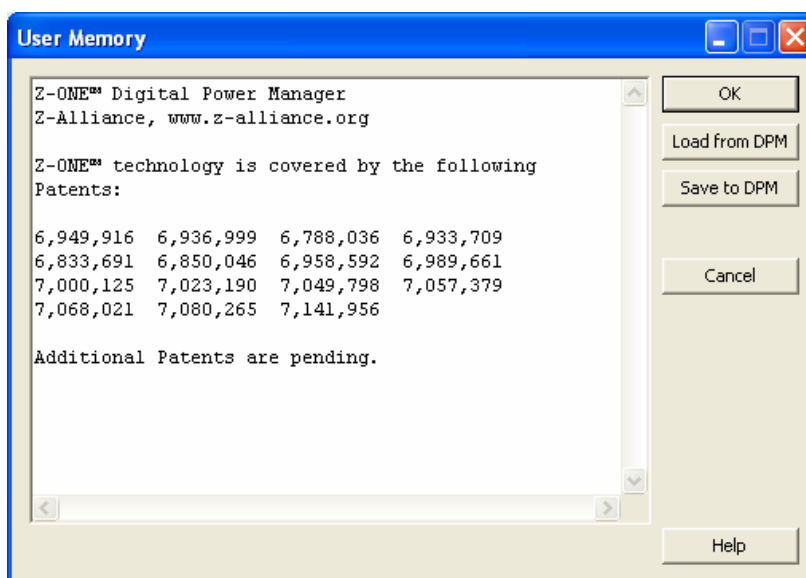 User Memory
Z-ONE™ Digital Power Manager
Z-Alliance, www.z-alliance.org
Z-ONE™ technology is covered by the following
Patents:
6,949,916 6,936,999 6,788,036 6,933,709
6,833,691 6,850,046 6,958,592 6,989,661
7,000,125 7,023,190 7,049,798 7,057,379
7,068,021 7,080,265 7,141,956
Additional Patents are pending.
OK
Load from DPM
Save to DPM
Cancel
Help